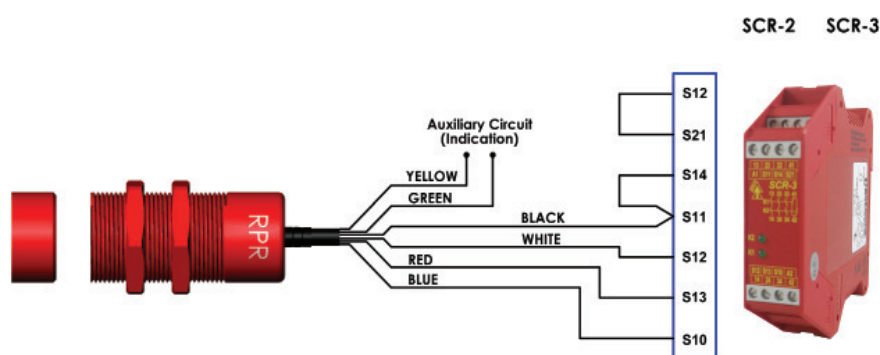 SCR-2 SCR-3
S12
S21
Auxiliary Circuit
(Indication)
S14
YELLOW
GREEN
BLACK
S11
WHITE
S12
RED
S13
BLUE
S10
RPR
SCR-3